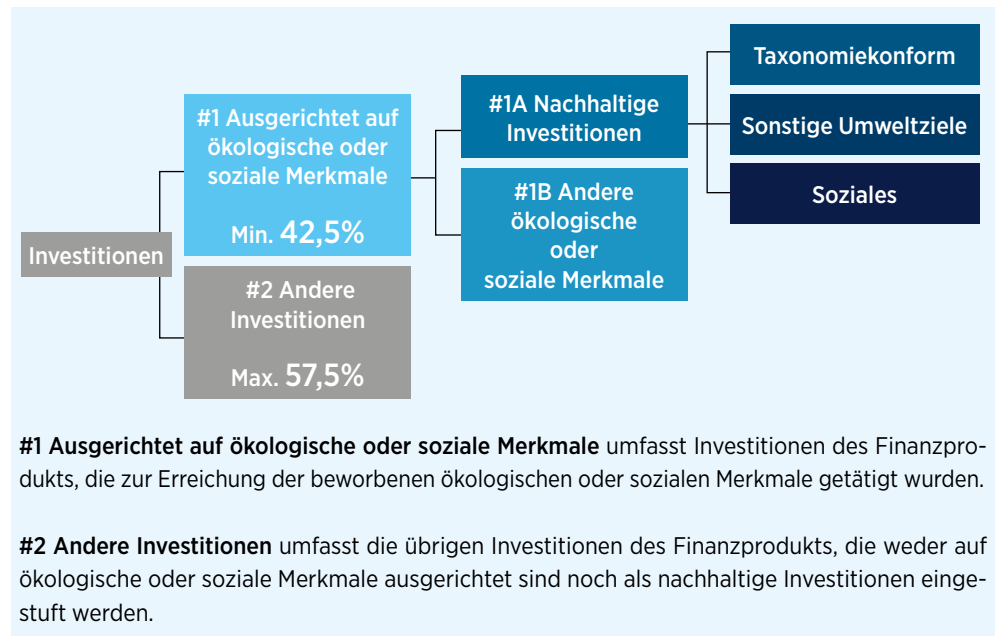 Investitionen
#1 Ausgerichtet auf
ökologische oder
soziale Merkmale
Min. 42,5%
#2 Andere
Investitionen
Max. 57,5%
#1A Nachhaltige
Investitionen
#1B Andere
ökologische
oder
soziale Merkmale
Taxonomiekonform
Sonstige Umweltziele
Soziales
#1 Ausgerichtet auf ökologische oder soziale Merkmale umfasst Investitionen des Finanzpro-
dukts, die zur Erreichung der beworbenen ökologischen oder sozialen Merkmale getätigt wurden.
#2 Andere Investitionen umfasst die übrigen Investitionen des Finanzprodukts, die weder auf
ökologische oder soziale Merkmale ausgerichtet sind noch als nachhaltige Investitionen einge-
stuft werden.